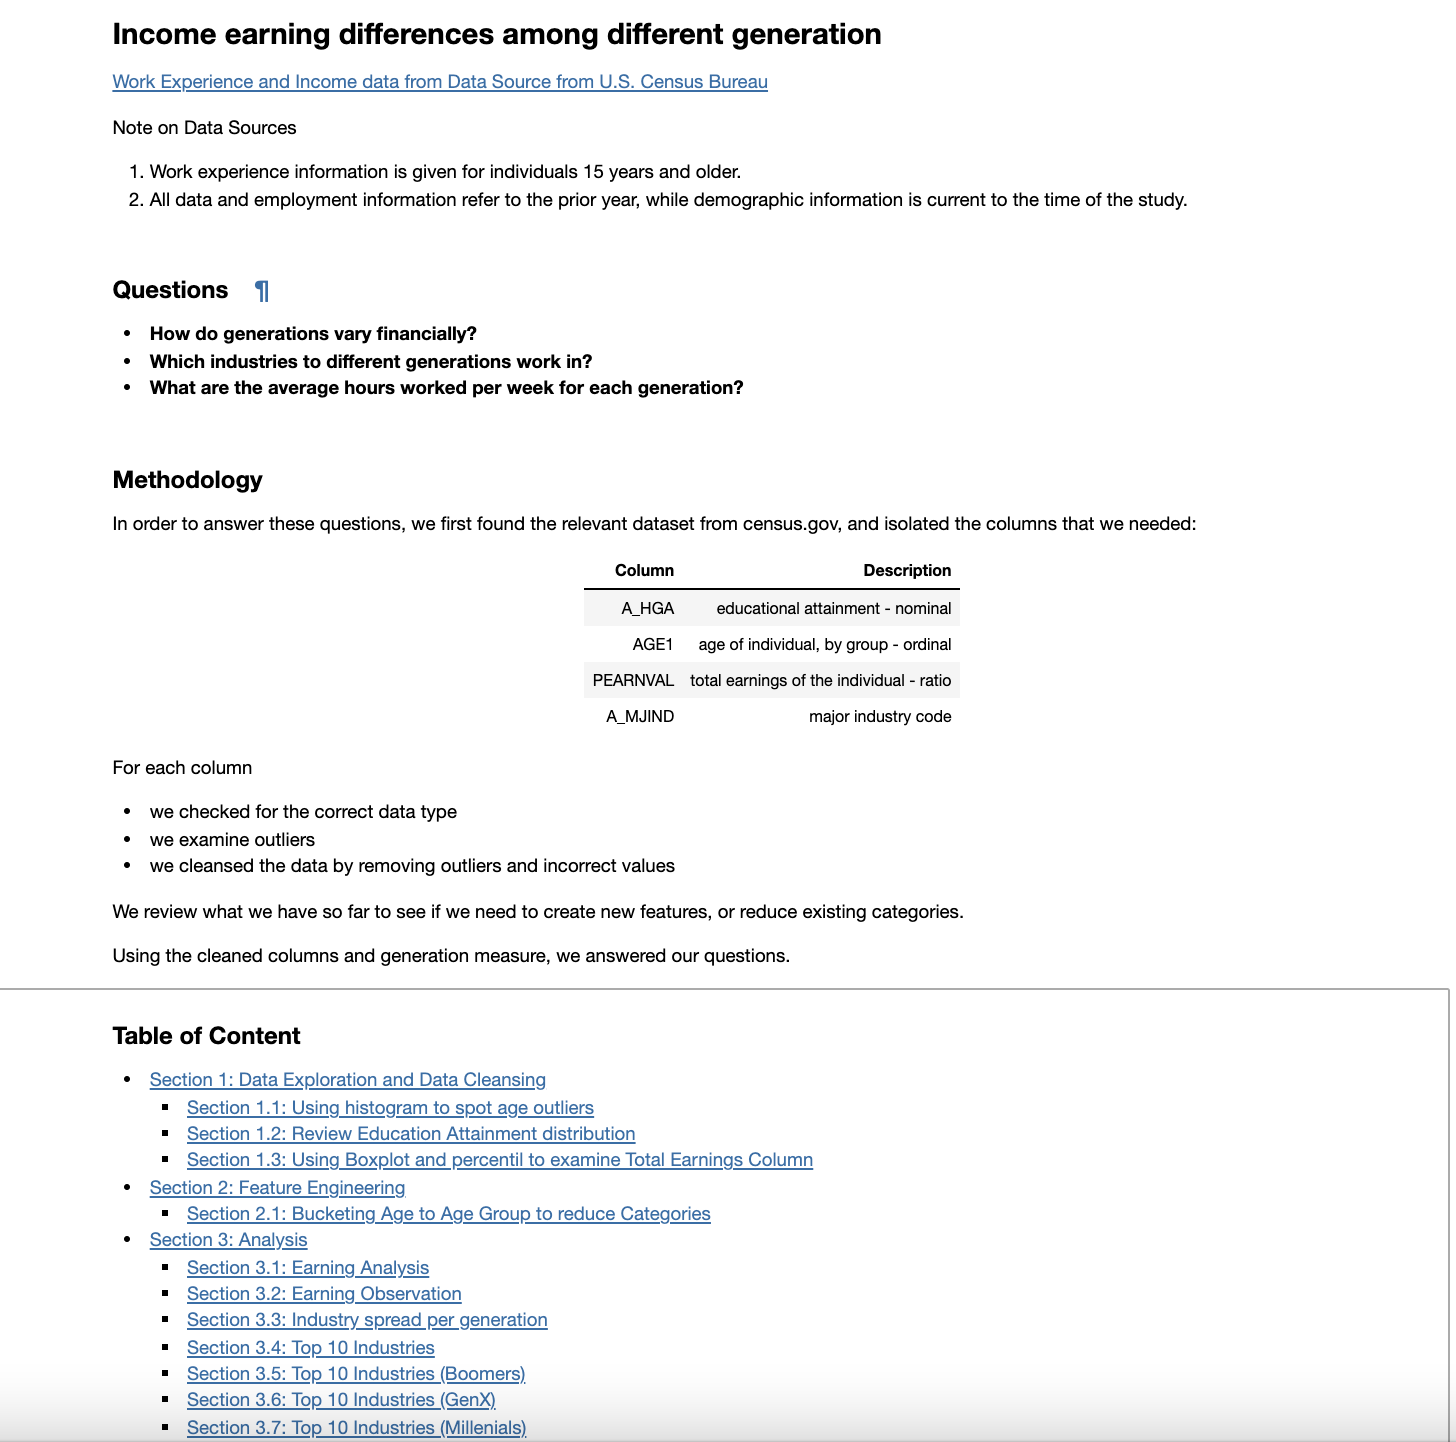 Income earning differences among different generation
Work Experience and Income data from Data Source from U.S. Census Bureau
Note on Data Sources
1. Work experience information is given for individuals 15 years and older.
2. All data and employment information refer to the prior year, while demographic information is current to the time of the study.
Questions ¶
• How do generations vary financially?
• Which industries to different generations work in?
• What are the average hours worked per week for each generation?
Methodology
In order to answer these questions, we first found the relevant dataset from census.gov, and isolated the columns that we needed:
Column Description
A_HGA educational attainment - nominal
AGE1 age of individual, by group - ordinal
PEARNVAL total earnings of the individual - ratio
A_MJIND major industry code
For each column
• we checked for the correct data type
• we examine outliers
• we cleansed the data by removing outliers and incorrect values
We review what we have so far to see if we need to create new features, or reduce existing categories.
Using the cleaned columns and generation measure, we answered our questions.
Table of Content
• Section 1: Data Exploration and Data Cleansing
▪ Section 1.1: Using histogram to spot age outliers
▪ Section 1.2: Review Education Attainment distribution
▪ Section 1.3: Using Boxplot and percentil to examine Total Earnings Column
• Section 2: Feature Engineering
▪ Section 2.1: Bucketing Age to Age Group to reduce Categories
• Section 3: Analysis
▪ Section 3.1: Earning Analysis
▪ Section 3.2: Earning Observation
▪ Section 3.3: Industry spread per generation
▪ Section 3.4: Top 10 Industries
▪ Section 3.5: Top 10 Industries (Boomers)
▪ Section 3.6: Top 10 Industries (GenX)
▪ Section 3.7: Top 10 Industries (Millenials)